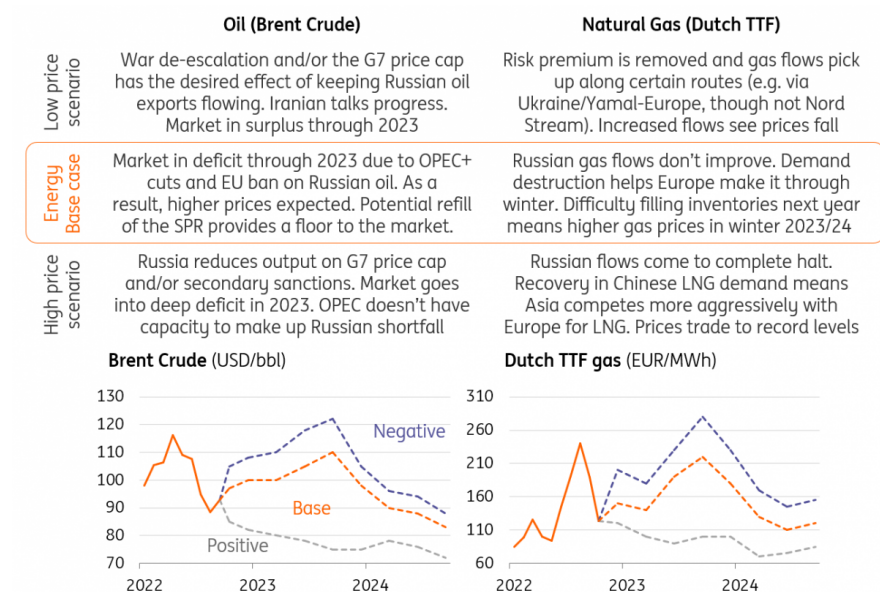 Oil (Brent Crude)
Natural Gas (Dutch TTF)
Low price
scenario
War de-escalation and/or the G7 price cap
has the desired effect of keeping Russian oil
exports flowing. Iranian talks progress.
Market in surplus through 2023
Risk premium is removed and gas flows pick
up along certain routes (e.g. via
Ukraine/Yamal-Europe, though not Nord
Stream). Increased flows see prices fall
Energy
Base case
Market in deficit through 2023 due to OPEC+
cuts and EU ban on Russian oil. As a
result, higher prices expected. Potential refill
of the SPR provides a floor to the market.
Russian gas flows don't improve. Demand
destruction helps Europe make it through
winter. Difficulty filling inventories next year
means higher gas prices in winter 2023/24
High price
scenario
Russia reduces output on G7 price cap
and/or secondary sanctions. Market goes
into deep deficit in 2023. OPEC doesn't have
capacity to make up Russian shortfall
Russian flows come to complete halt.
Recovery in Chinese LNG demand means
Asia competes more aggressively with
Europe for LNG. Prices trade to record levels
Brent Crude (USD/bbl)
130
120
110
100
90
80
70
Negative
Base
Positive
2022
2023
2024
Dutch TTF gas (EUR/MWh)
310
260
210
160
110
60
2022
2023
2024